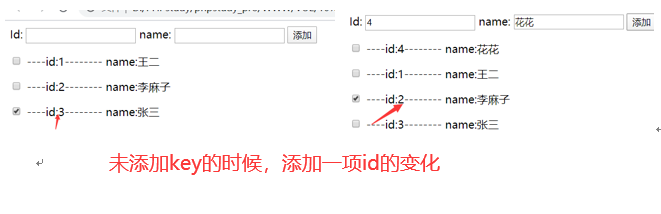 Id: name: 添加
----id:1-------- name:王二
----id:2-------- name:李麻子
----id:3-------- name:张三
Id: 4 name: 花花 添加
----id:4-------- name:花花
----id:1-------- name:王二
----id:2-------- name:李麻子
----id:3-------- name:张三
未添加key的时候，添加一项id的变化